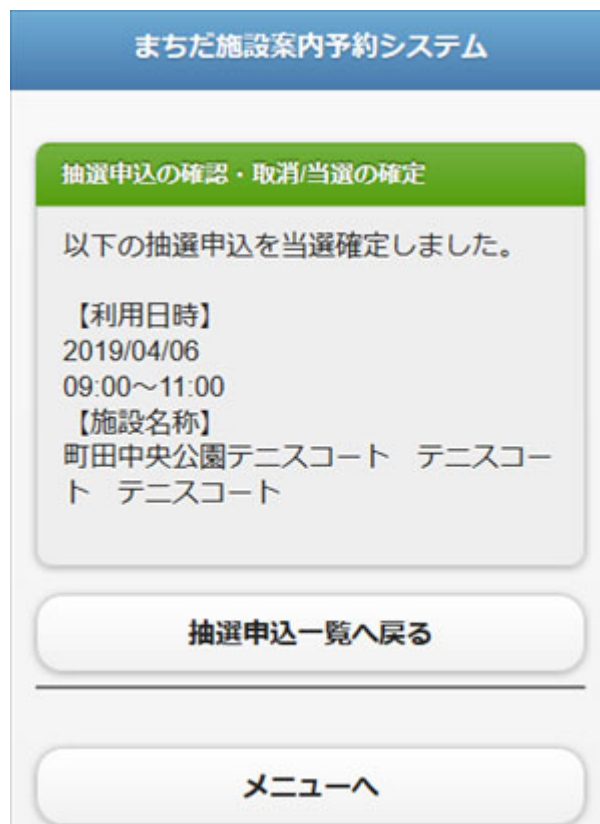 まちだ施設案内予約システム
抽選申込の確認・取消/当選の確定
以下の抽選申込を当選確定しました。
【利用日時】
2019/04/06
09:00～11:00
【施設名称】
町田中央公園テニスコート　テニスコー
ト　テニスコート
抽選申込一覧へ戻る
メニューへ